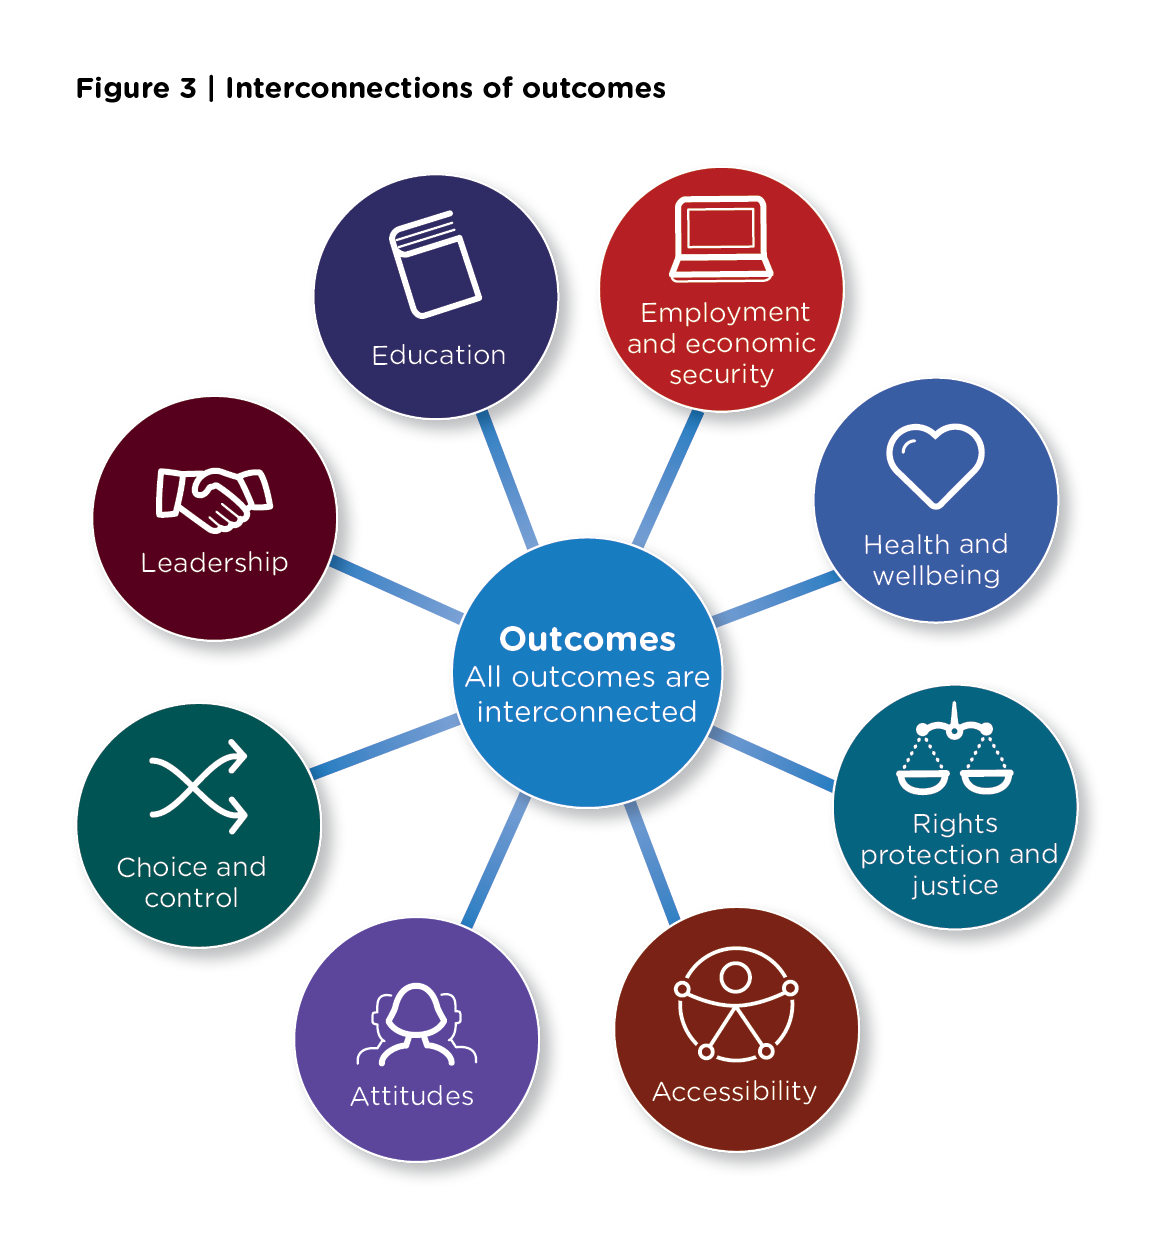 Figure 3 | Interconnections of outcomes
Education
Employment
and economic
security
Health and
wellbeing
Leadership
Outcomes
All outcomes are
interconnected
Rights
protection and
justice
Choice and
control
Attitudes
Accessibility